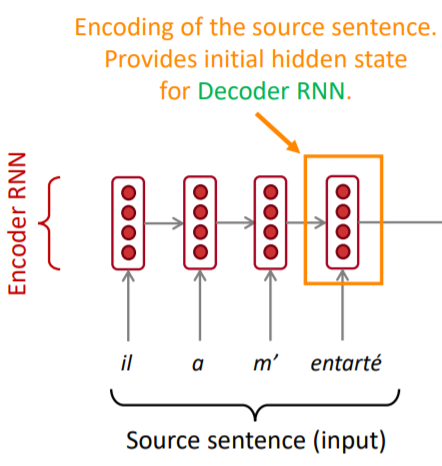 Encoding of the source sentence.
Provides initial hidden state
for Decoder RNN.
Encoder RNN
il a m' entarté
Source sentence (input)